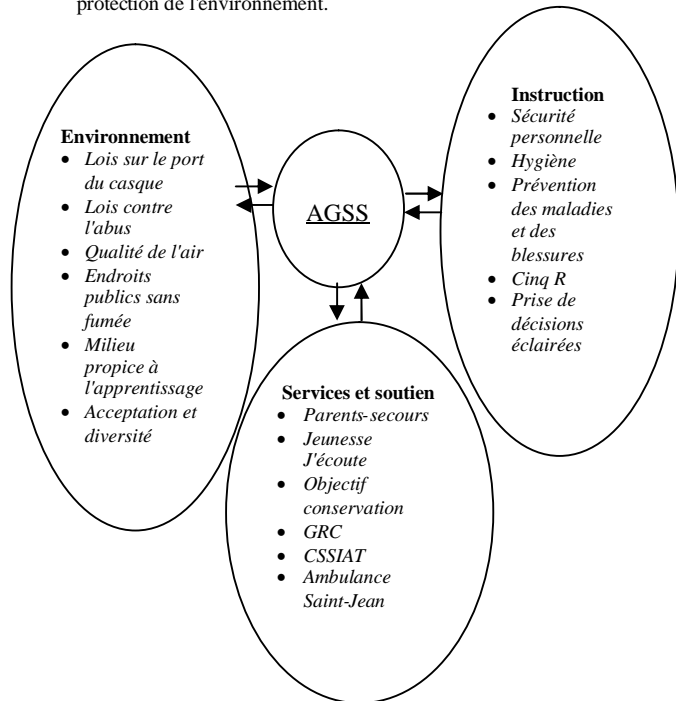 protection de l'environnement.
Environnement
• Lois sur le port
du casque
• Lois contre
l'abus
• Qualité de l'air
• Endroits
publics sans
fumée
• Milieu
propice à
l'apprentissage
• Acceptation et
diversité
AGSS
Instruction
• Sécurité
personnelle
• Hygiène
• Prévention
des maladies
et des
blessures
• Cinq R
• Prise de
décisions
éclairées
Services et soutien
• Parents-secours
• Jeunesse
J'écoute
• Objectif
conservation
• GRC
• CSSIAT
• Ambulance
Saint-Jean